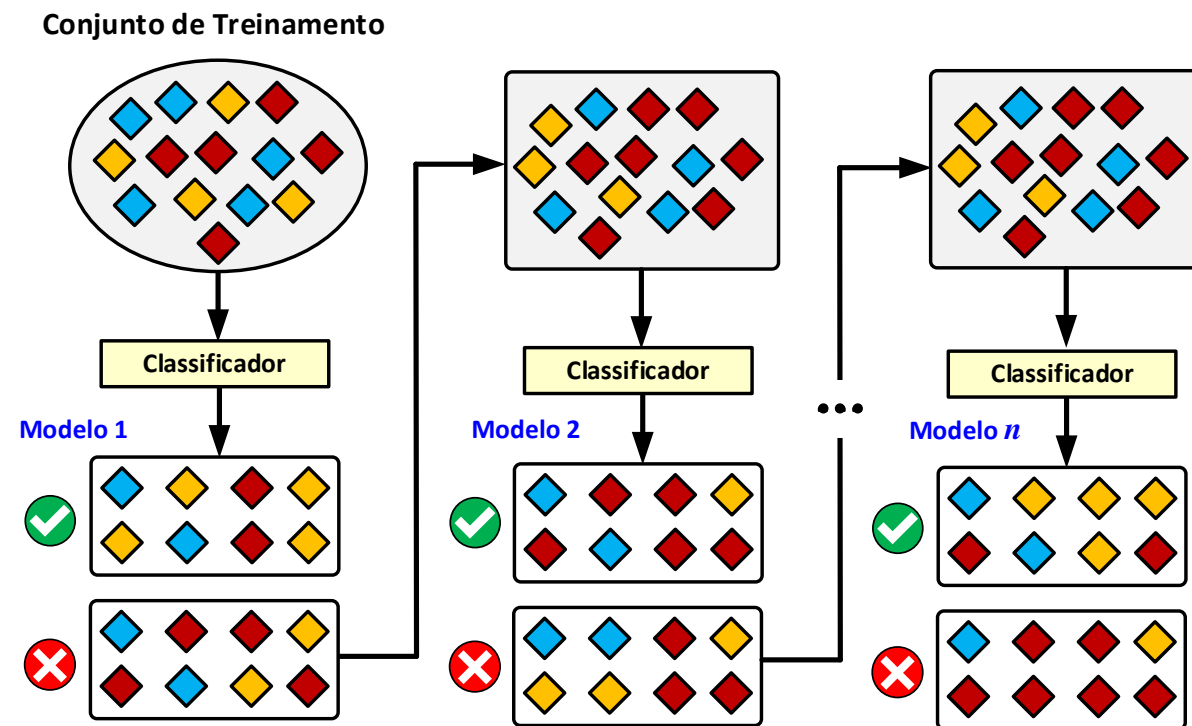 Conjunto de Treinamento
Classificador
Classificador
Classificador
Modelo 1
Modelo 2
...
Modelo n